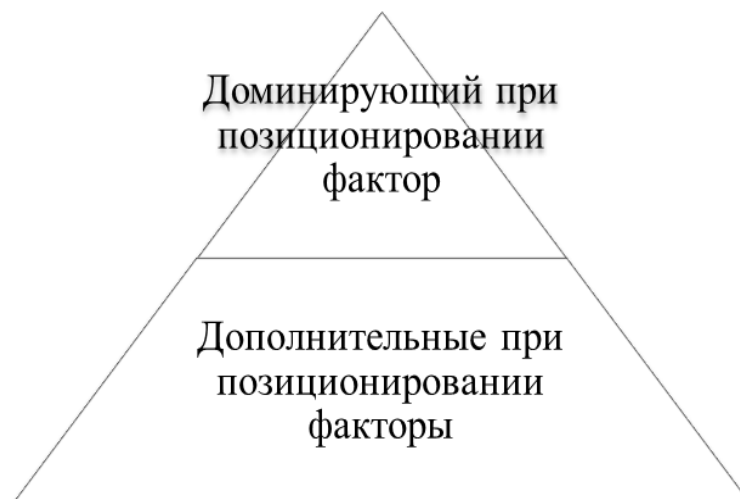 Доминирующий при
позиционировании
фактор
Дополнительные при
позиционировании
факторы